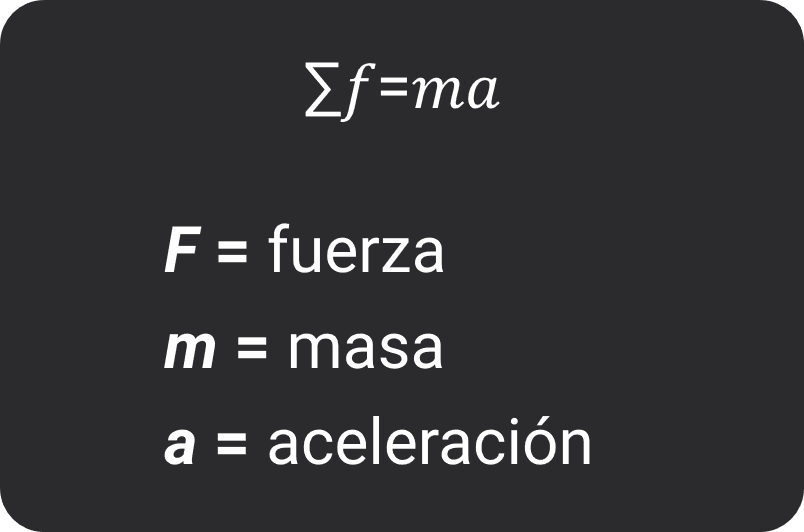 ∑f=ma
F = fuerza
m = masa
a = aceleración